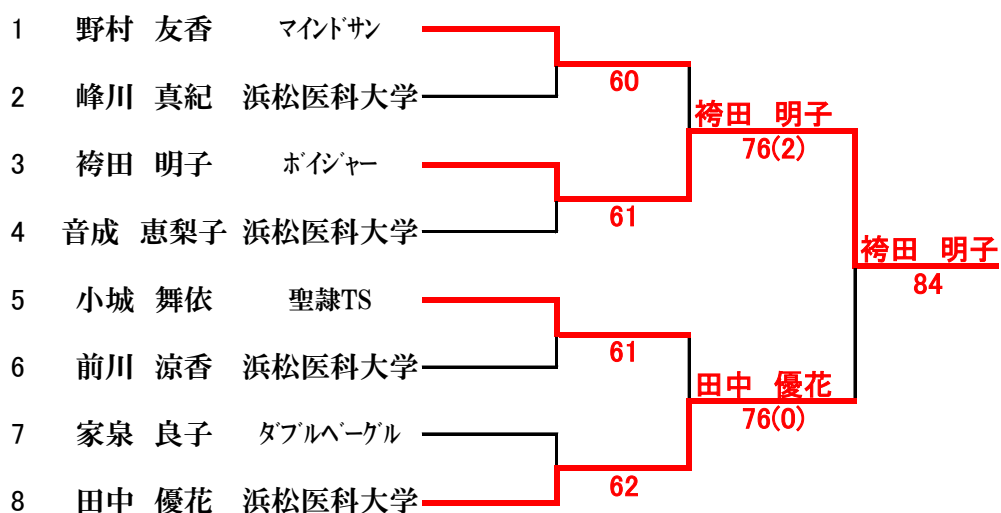 1 野村 友香 マインドサン
60
2 峰川 真紀 浜松医科大学
袴田 明子
76(2)
3 袴田 明子 ボイジャー
61
4 音成 恵梨子 浜松医科大学
袴田 明子
84
5 小城 舞依 聖隷TS
61
6 前川 涼香 浜松医科大学
田中 優花
76(0)
7 家泉 良子 ダブルベーグル
62
8 田中 優花 浜松医科大学